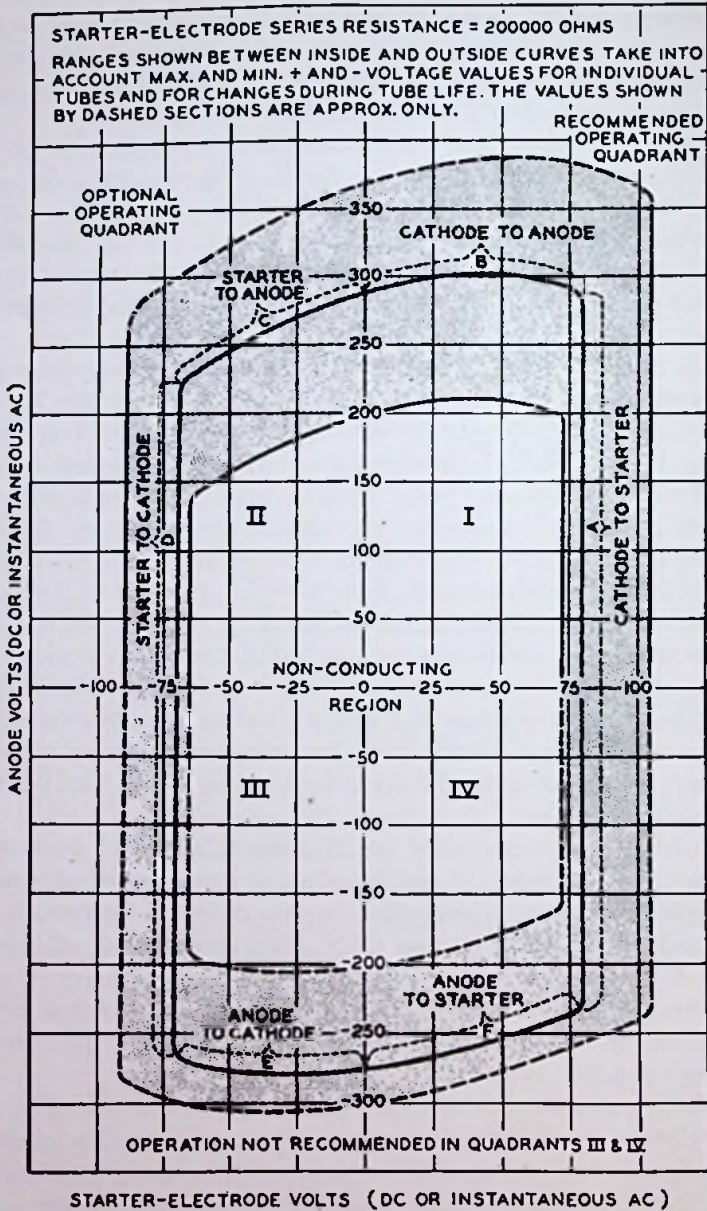 STARTER-ELECTRODE SERIES RESISTANCE = 200000 OHMS
RANGES SHOWN BETWEEN INSIDE AND OUTSIDE CURVES TAKE INTO
ACCOUNT MAX. AND MIN. + AND - VOLTAGE VALUES FOR INDIVIDUAL
TUBES AND FOR CHANGES DURING TUBE LIFE. THE VALUES SHOWN
BY DASHED SECTIONS ARE APPROX. ONLY.
RECOMMENDED
OPERATING
QUADRANT
OPTIONAL
OPERATING
QUADRANT
350
CATHODE TO ANODE
B
STARTER
TO ANODE
C
300
250
200
150
II
I
100
50
STARTER TO CATHODE
D
A
CATHODE TO STARTER
NON-CONDUCTING
-100 -75 -50 -25 0 25 50 75 100
REGION
-50
III
IV
-100
-150
-200
ANODE
TO STARTER
F
ANODE
TO CATHODE
E
-250
-300
OPERATION NOT RECOMMENDED IN QUADRANTS III & IV
ANODE VOLTS (DC OR INSTANTANEOUS AC)
STARTER-ELECTRODE VOLTS (DC OR INSTANTANEOUS AC)